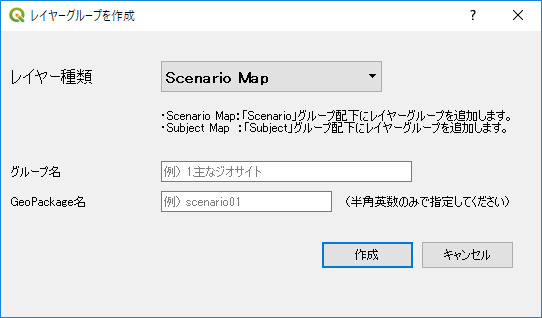 レイヤーグループを作成
レイヤー種類 Scenario Map
・Scenario Map:「Scenario」グループ配下にレイヤーグループを追加します。
・Subject Map :「Subject」グループ配下にレイヤーグループを追加します。
グループ名 例) 1主なジオサイト
GeoPackage名 例) scenario01 (半角英数のみで指定してください)
作成 キャンセル